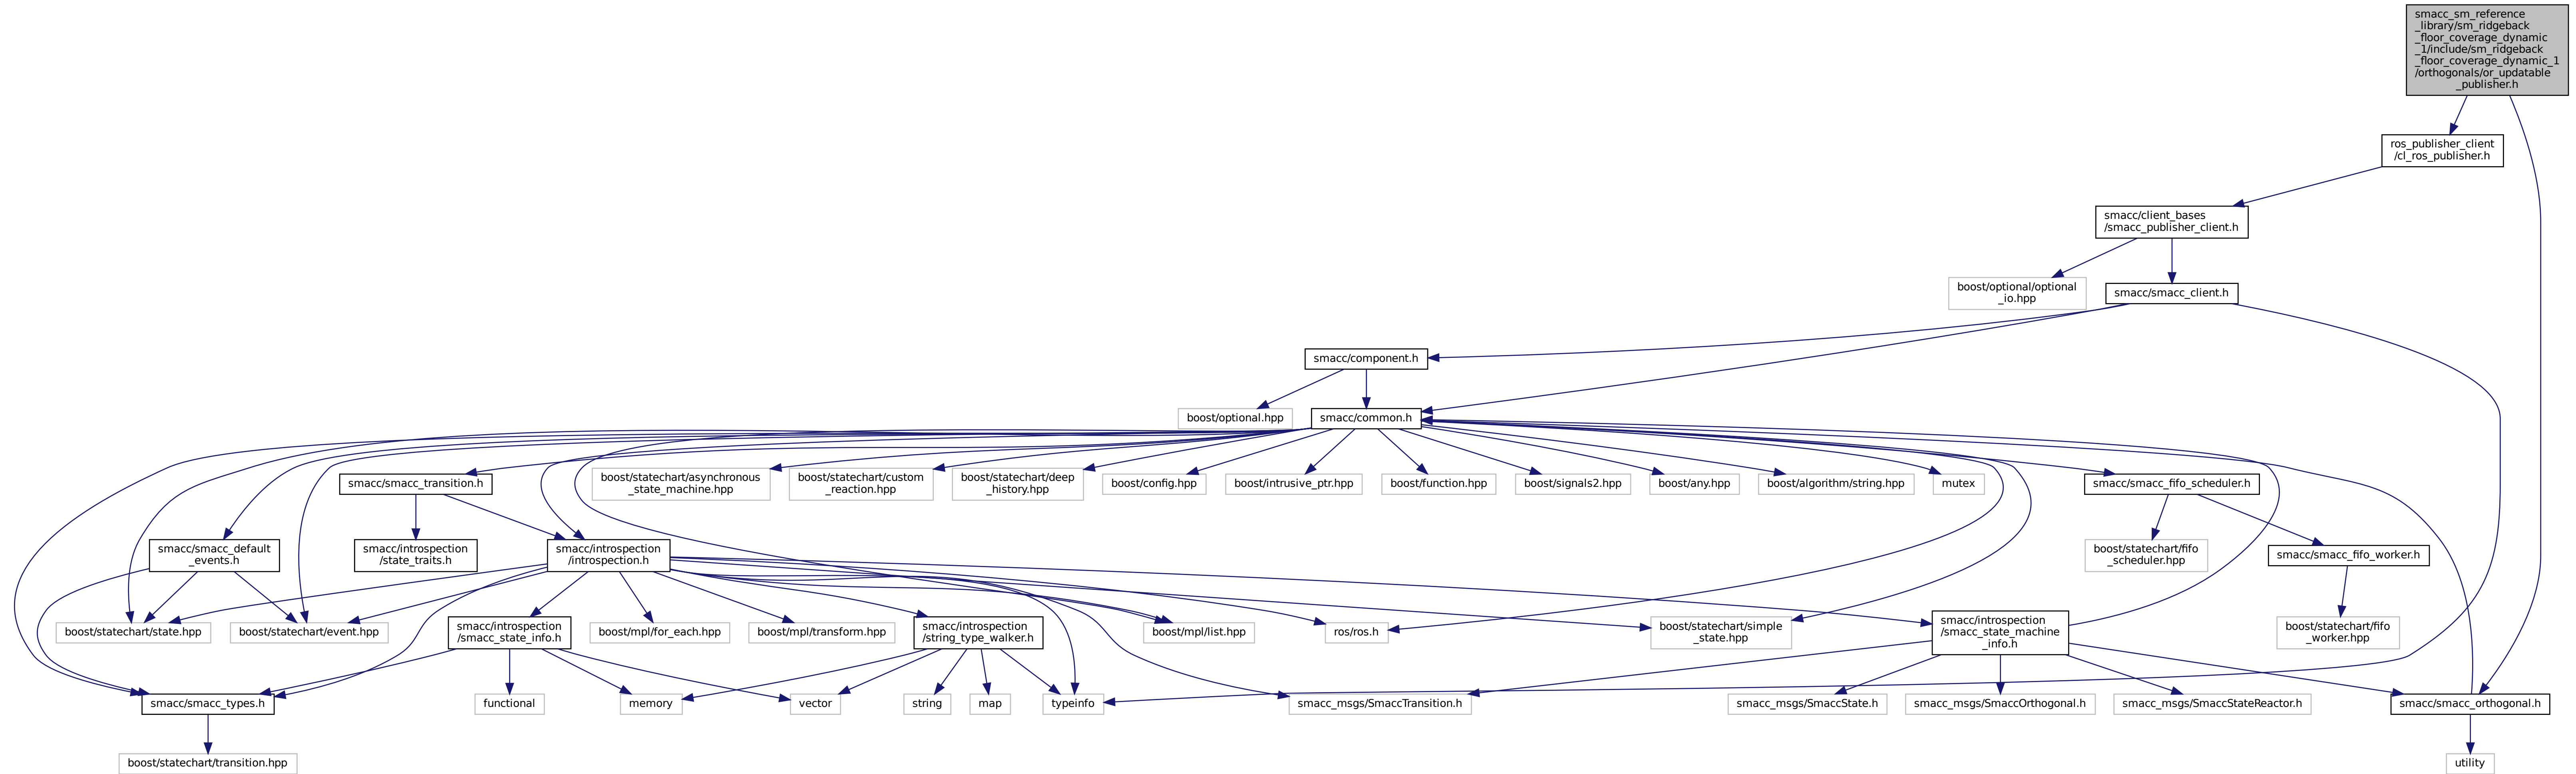 smacc_sm_reference
_library/sm_ridgeback
_floor_coverage_dynamic
_1/include/sm_ridgeback
_floor_coverage_dynamic_1
/orthogonals/or_updatable
_publisher.h
ros_publisher_client
/cl_ros_publisher.h
smacc/client_bases
/smacc_publisher_client.h
boost/optional/optional
_io.hpp
smacc/smacc_client.h
smacc/component.h
boost/optional.hpp
smacc/common.h
smacc/smacc_transition.h
boost/statechart/asynchronous
_state_machine.hpp
boost/statechart/custom
_reaction.hpp
boost/statechart/deep
_history.hpp
boost/config.hpp
boost/intrusive_ptr.hpp
boost/function.hpp
boost/signals2.hpp
boost/any.hpp
boost/algorithm/string.hpp
mutex
smacc/smacc_fifo_scheduler.h
smacc/smacc_default
_events.h
smacc/introspection
/state_traits.h
smacc/introspection
/introspection.h
boost/statechart/fifo
_scheduler.hpp
smacc/smacc_fifo_worker.h
boost/statechart/state.hpp
boost/statechart/event.hpp
smacc/introspection
/smacc_state_info.h
boost/mpl/for_each.hpp
boost/mpl/transform.hpp
smacc/introspection
/string_type_walker.h
boost/mpl/list.hpp
ros/ros.h
boost/statechart/simple
_state.hpp
smacc/introspection
/smacc_state_machine
_info.h
boost/statechart/fifo
_worker.hpp
smacc/smacc_types.h
functional
memory
vector
string
map
typeinfo
smacc_msgs/SmaccTransition.h
smacc_msgs/SmaccState.h
smacc_msgs/SmaccOrthogonal.h
smacc_msgs/SmaccStateReactor.h
smacc/smacc_orthogonal.h
boost/statechart/transition.hpp
utility